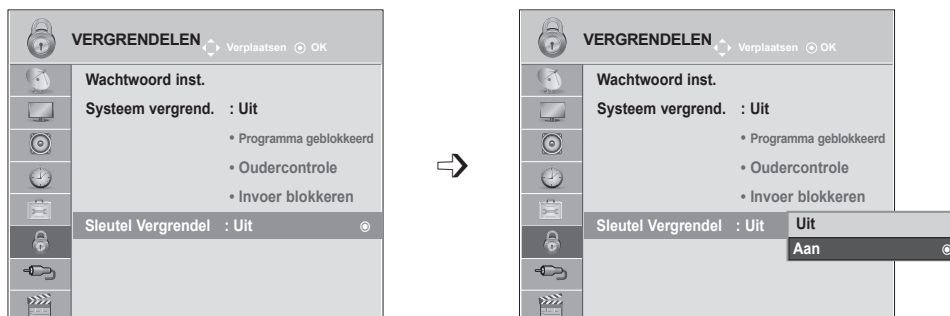 VERGRENDELEN Verplaatsen OK
Wachtwoord inst.
Systeem vergrend. : Uit
• Programma geblokkeerd
• Oudercontrole
• Invoer blokkeren
Sleutel Vergrendel : Uit
VERGRENDELEN Verplaatsen OK
Wachtwoord inst.
Systeem vergrend. : Uit
• Programma geblokkeerd
• Oudercontrole
• Invoer blokkeren
Sleutel Vergrendel : Uit
Uit
Aan